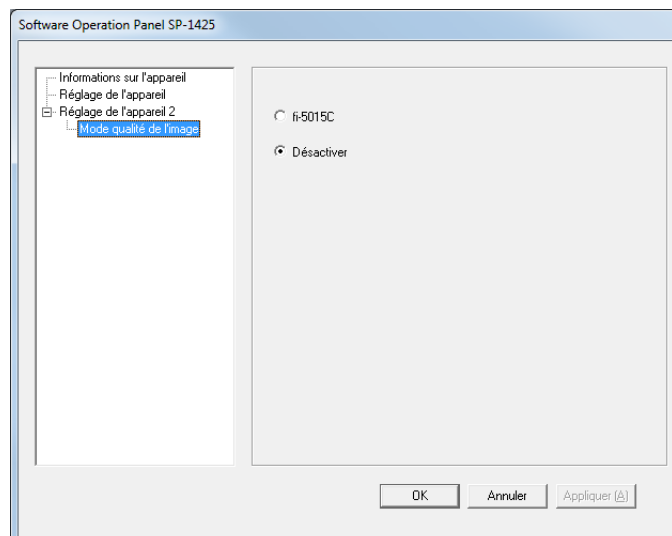 Software Operation Panel SP-1425
Informations sur l'appareil
Réglage de l'appareil
Réglage de l'appareil 2
Mode qualité de l'image
fi-5015C
Désactiver
OK
Annuler
Appliquer (A)